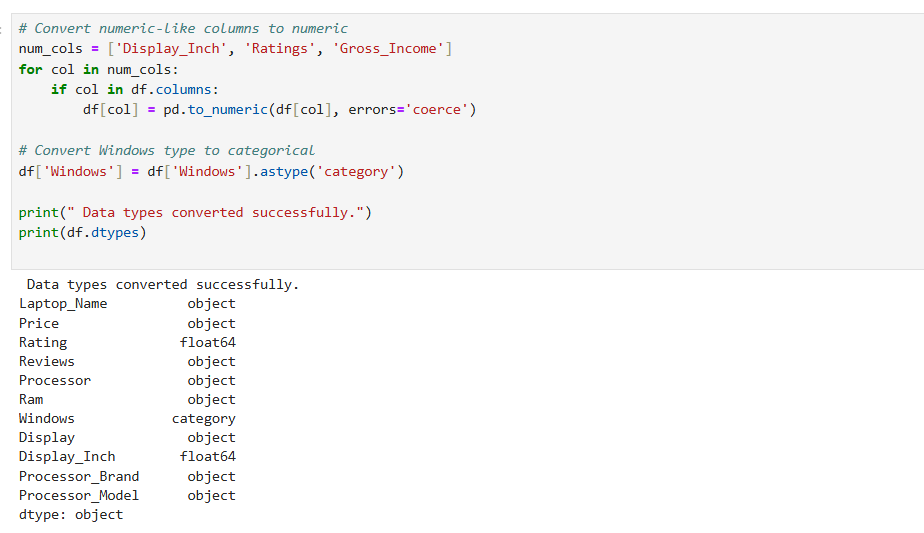 # Convert numeric-like columns to numeric
num_cols = ['Display_Inch', 'Ratings', 'Gross_Income']
for col in num_cols:
    if col in df.columns:
        df[col] = pd.to_numeric(df[col], errors='coerce')

# Convert Windows type to categorical
df['Windows'] = df['Windows'].astype('category')

print(" Data types converted successfully.")
print(df.dtypes)

 Data types converted successfully.
Laptop_Name          object
Price                object
Rating              float64
Reviews              object
Processor            object
Ram                  object
Windows            category
Display              object
Display_Inch        float64
Processor_Brand      object
Processor_Model      object
dtype: object